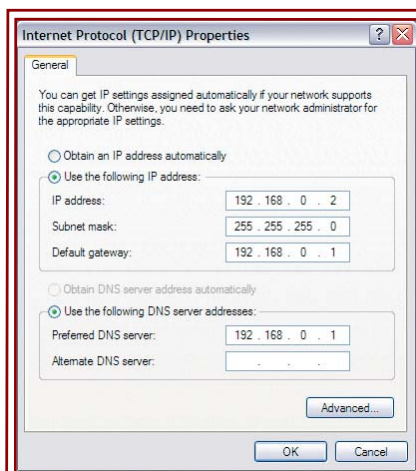 Internet Protocol (TCP/IP) Properties
General
You can get IP settings assigned automatically if your network supports
this capability. Otherwise, you need to ask your network administrator for
the appropriate IP settings.
Obtain an IP address automatically
Use the following IP address:
IP address: 192 . 168 . 0 . 2
Subnet mask: 255 . 255 . 255 . 0
Default gateway: 192 . 168 . 0 . 1
Obtain DNS server address automatically
Use the following DNS server addresses:
Preferred DNS server: 192 . 168 . 0 . 1
Alternate DNS server: . . .
Advanced...
OK Cancel